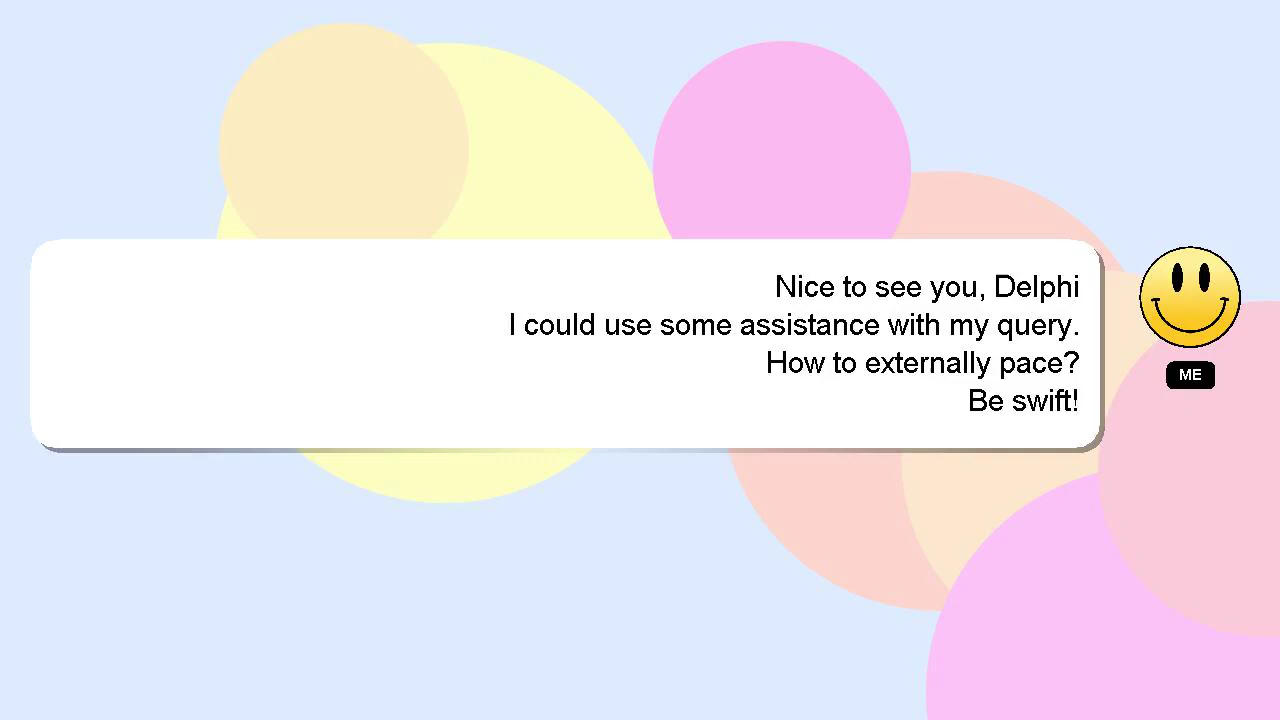 Nice to see you, Delphi
I could use some assistance with my query.
How to externally pace?
Be swift!
ME